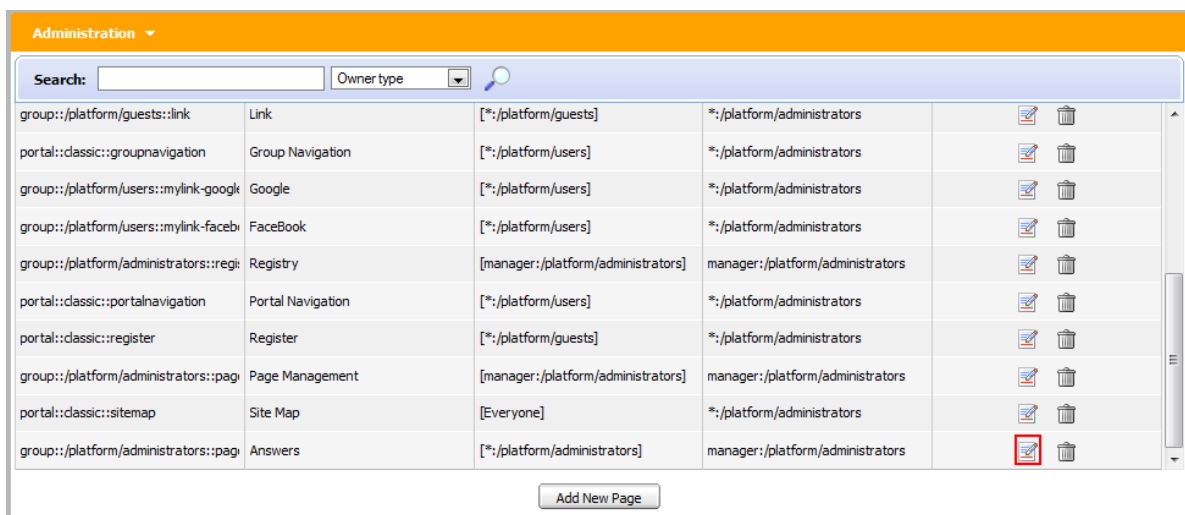 Administration
Search: Owner type
group::/platform/guests::link Link [*:/platform/guests] *:/platform/administrators
portal::classic::groupnavigation Group Navigation [*:/platform/users] *:/platform/administrators
group::/platform/users::mylink-google Google [*:/platform/users] *:/platform/administrators
group::/platform/users::mylink-facebo FaceBook [*:/platform/users] *:/platform/administrators
group::/platform/administrators::regis Registry [manager:/platform/administrators] manager:/platform/administrators
portal::classic::portalnavigation Portal Navigation [*:/platform/users] *:/platform/administrators
portal::classic::register Register [*:/platform/guests] *:/platform/administrators
group::/platform/administrators::page Page Management [manager:/platform/administrators] manager:/platform/administrators
portal::classic::sitemap Site Map [Everyone] *:/platform/administrators
group::/platform/administrators::page Answers [*:/platform/administrators] manager:/platform/administrators
Add New Page